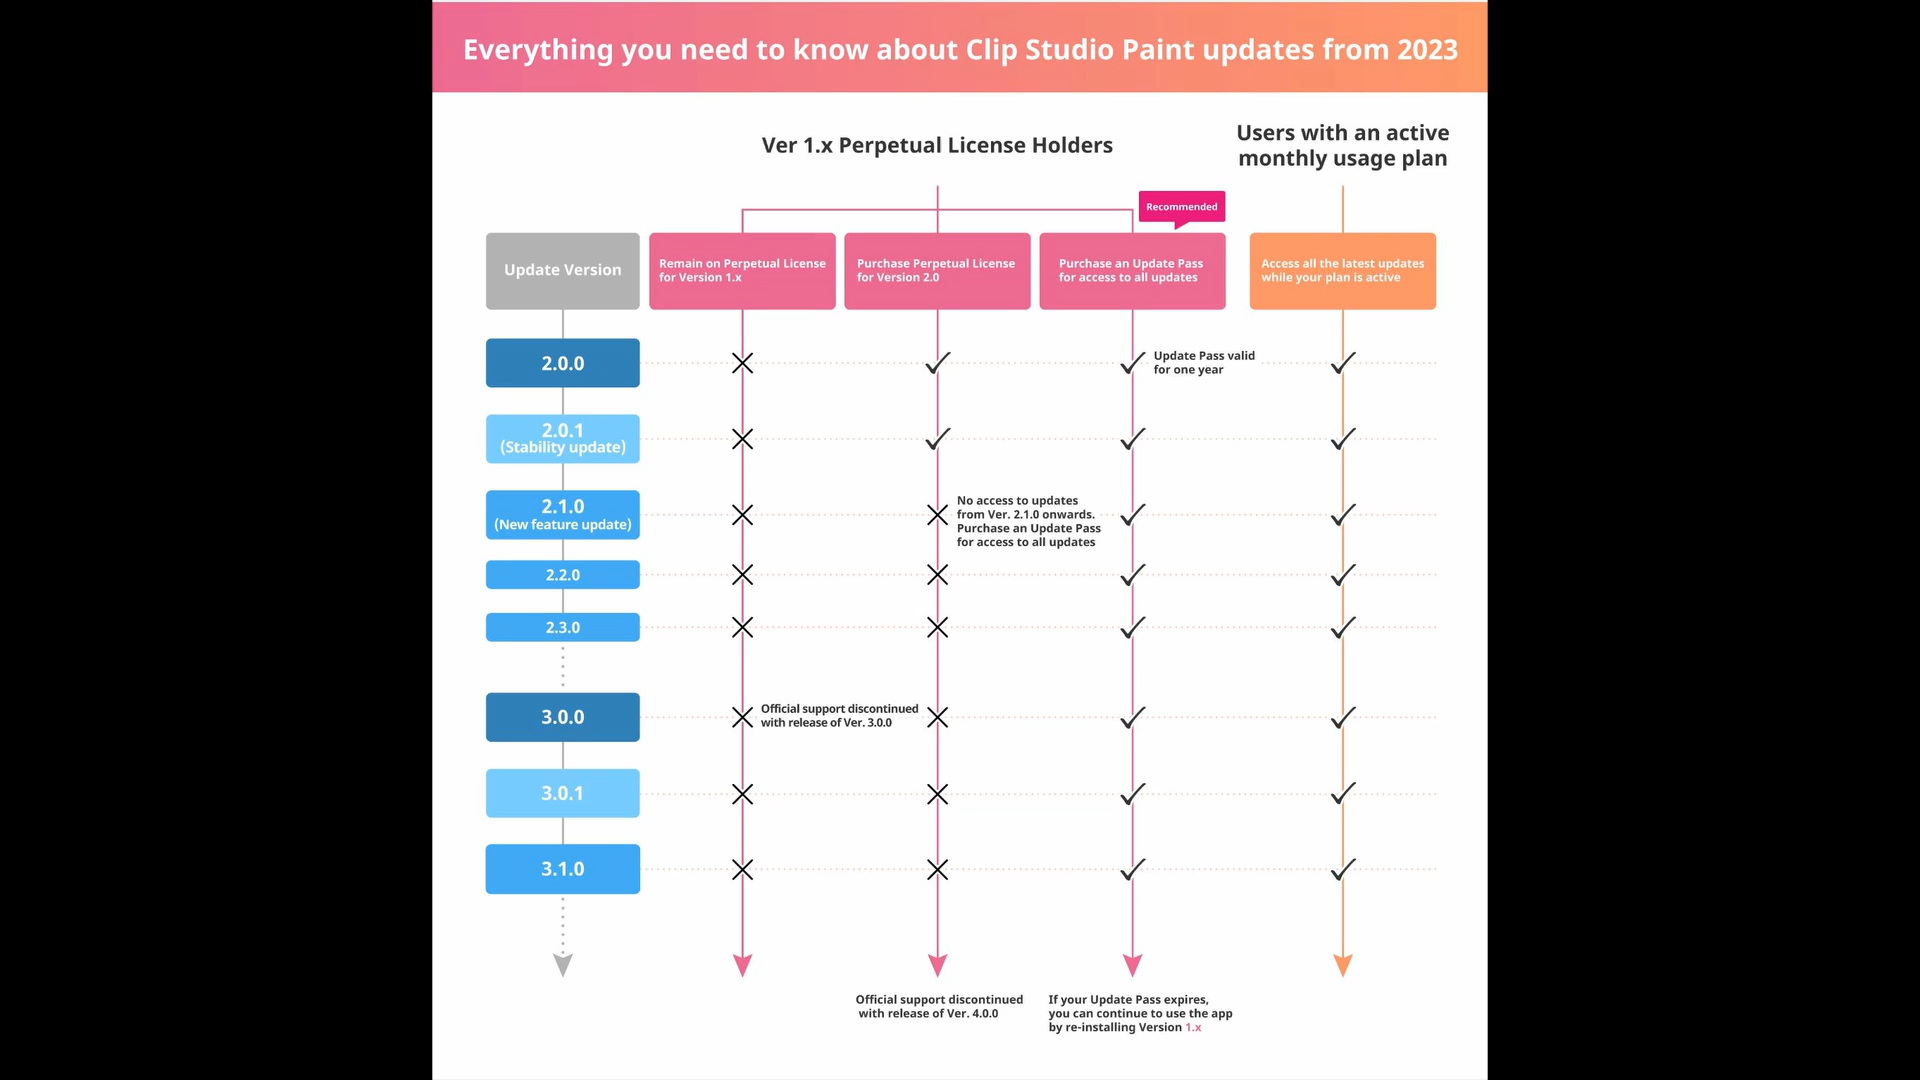 Everything you need to know about Clip Studio Paint updates from 2023
Ver 1.x Perpetual License Holders
Users with an active
monthly usage plan
Recommended
Update Version
Remain on Perpetual License
for Version 1.x
Purchase Perpetual License
for Version 2.0
Purchase an Update Pass
for access to all updates
Access all the latest updates
while your plan is active
2.0.0
Update Pass valid
for one year
2.0.1
(Stability update)
2.1.0
(New feature update)
No access to updates
from Ver. 2.1.0 onwards.
Purchase an Update Pass
for access to all updates
2.2.0
2.3.0
3.0.0
Official support discontinued
with release of Ver. 3.0.0
3.0.1
3.1.0
Official support discontinued
with release of Ver. 4.0.0
If your Update Pass expires,
you can continue to use the app
by re-installing Version 1.x